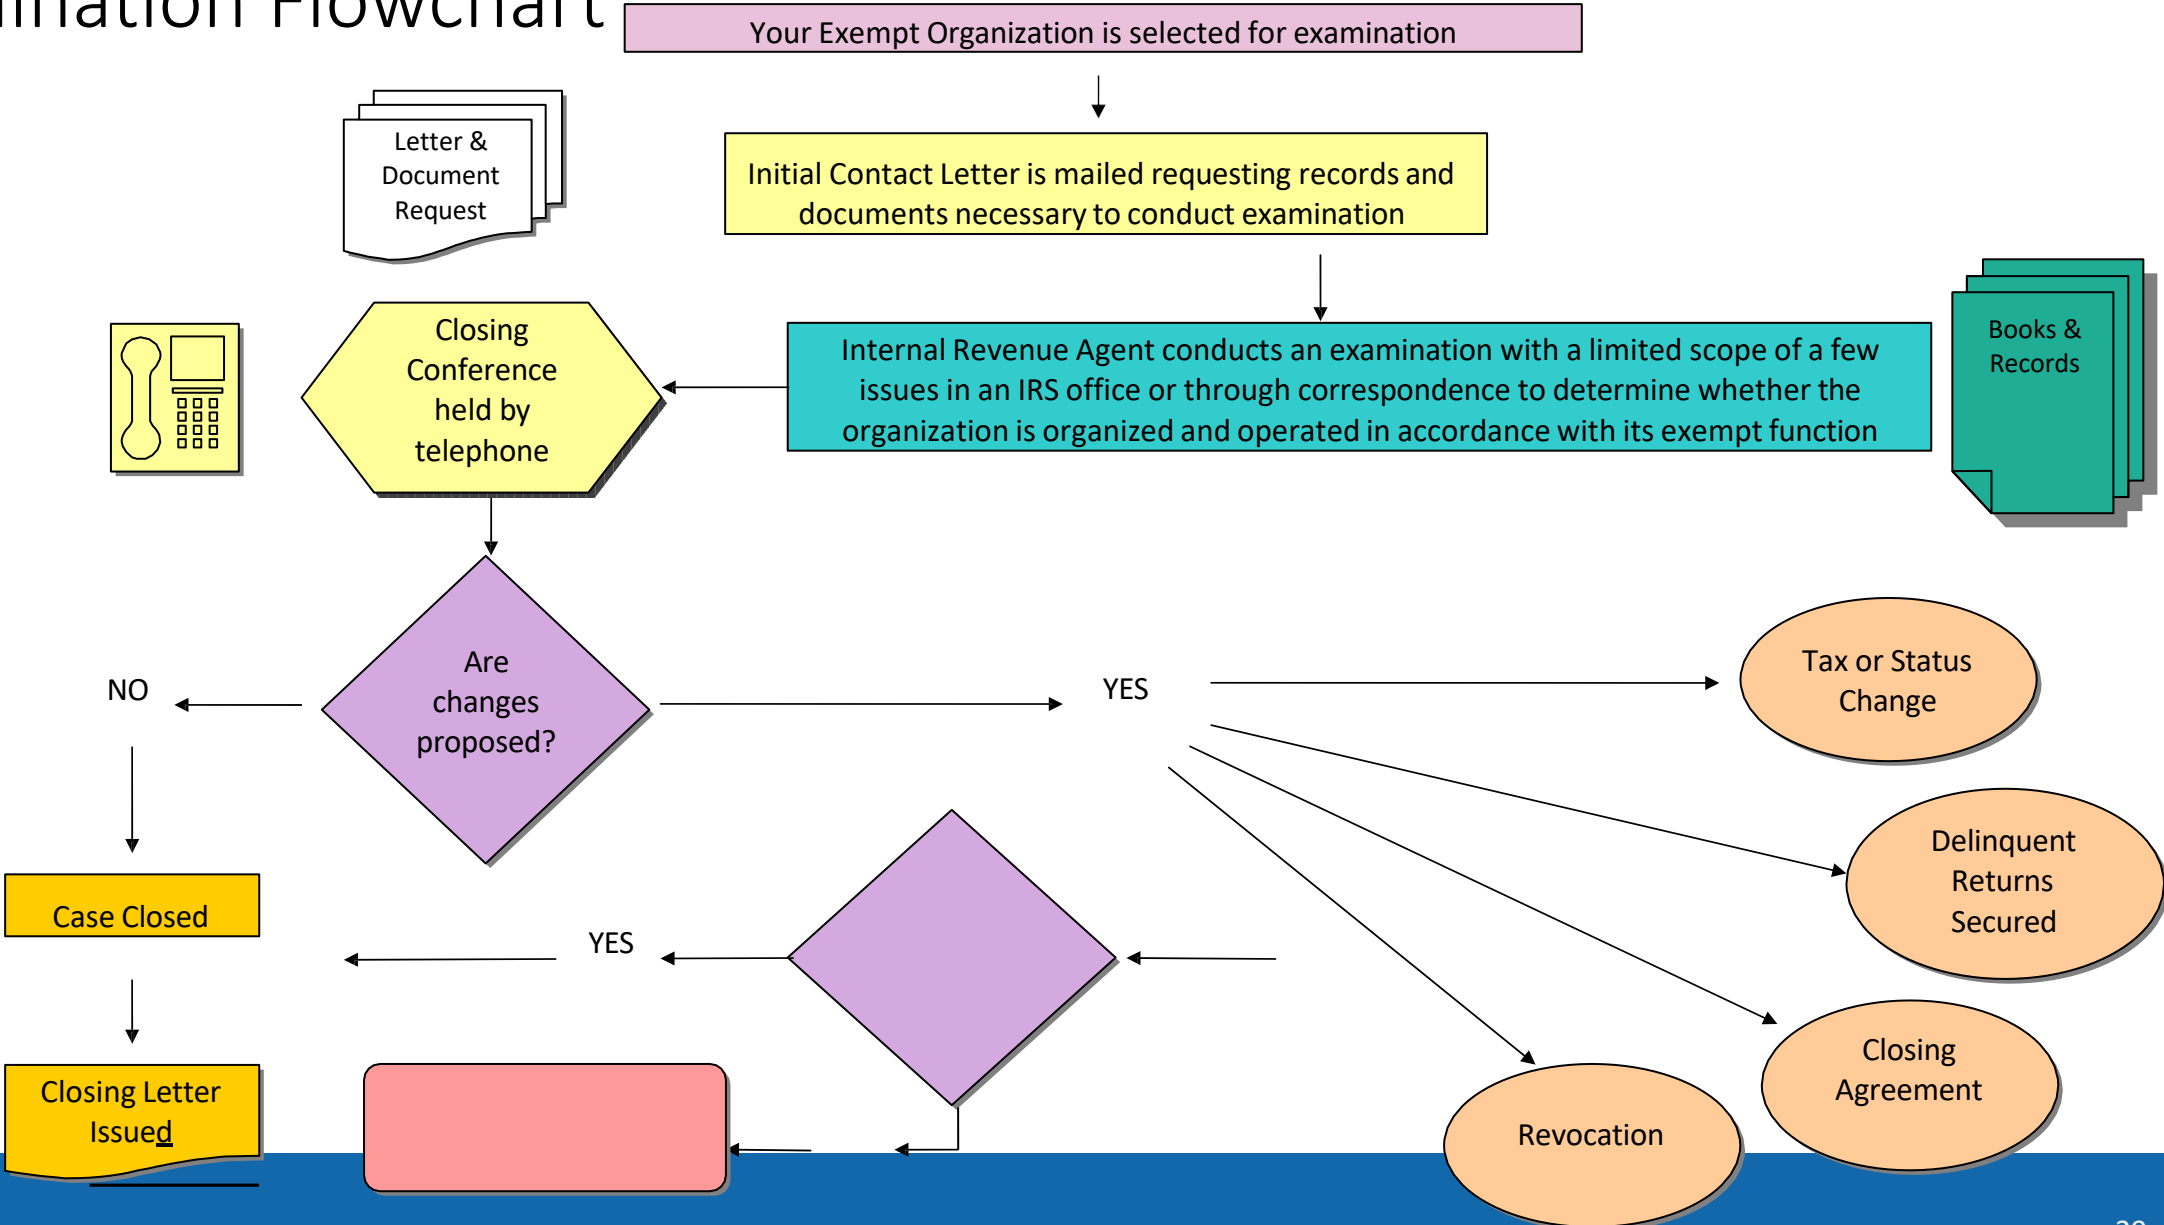 Flowchart
Your Exempt Organization is selected for examination
Letter &
Document
Request
Initial Contact Letter is mailed requesting records and
documents necessary to conduct examination
Closing
Conference
held by
telephone
Internal Revenue Agent conducts an examination with a limited scope of a few
issues in an IRS office or through correspondence to determine whether the
organization is organized and operated in accordance with its exempt function
Books &
Records
Are
changes
proposed?
NO
YES
Tax or Status
Change
Delinquent
Returns
Secured
Case Closed
YES
Closing
Agreement
Closing Letter
Issued
Revocation